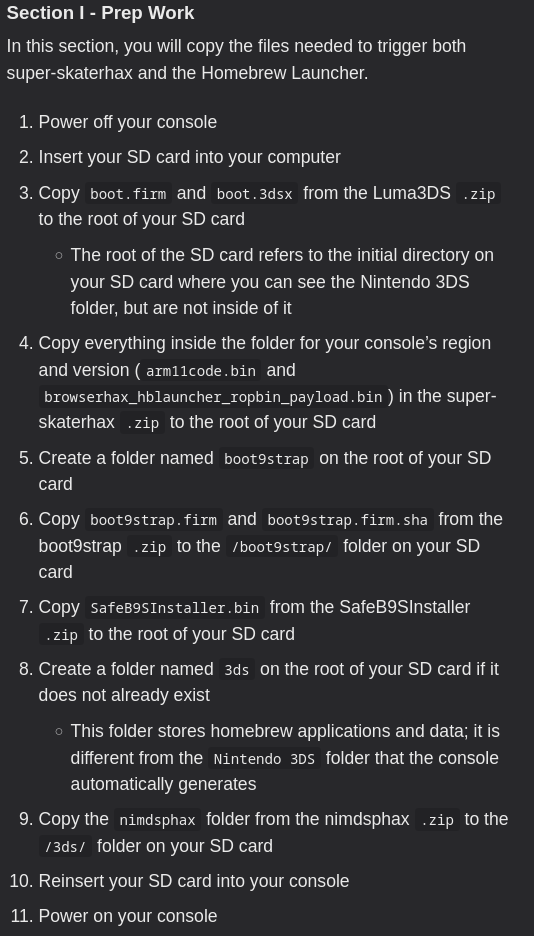 Section I - Prep Work
In this section, you will copy the files needed to trigger both
super-skaterhax and the Homebrew Launcher.
1. Power off your console
2. Insert your SD card into your computer
3. Copy boot.firm and boot.3dsx from the Luma3DS .zip
to the root of your SD card
○ The root of the SD card refers to the initial directory on
your SD card where you can see the Nintendo 3DS
folder, but are not inside of it
4. Copy everything inside the folder for your console’s region
and version ( arm11code.bin and
browserhax_hblauncher_ropbin_payload.bin ) in the super-
skaterhax .zip to the root of your SD card
5. Create a folder named boot9strap on the root of your SD
card
6. Copy boot9strap.firm and boot9strap.firm.sha from the
boot9strap .zip to the /boot9strap/ folder on your SD
card
7. Copy SafeB9SInstaller.bin from the SafeB9SInstaller
.zip to the root of your SD card
8. Create a folder named 3ds on the root of your SD card if it
does not already exist
○ This folder stores homebrew applications and data; it is
different from the Nintendo 3DS folder that the console
automatically generates
9. Copy the nimdsphax folder from the nimdsphax .zip to the
/3ds/ folder on your SD card
10. Reinsert your SD card into your console
11. Power on your console